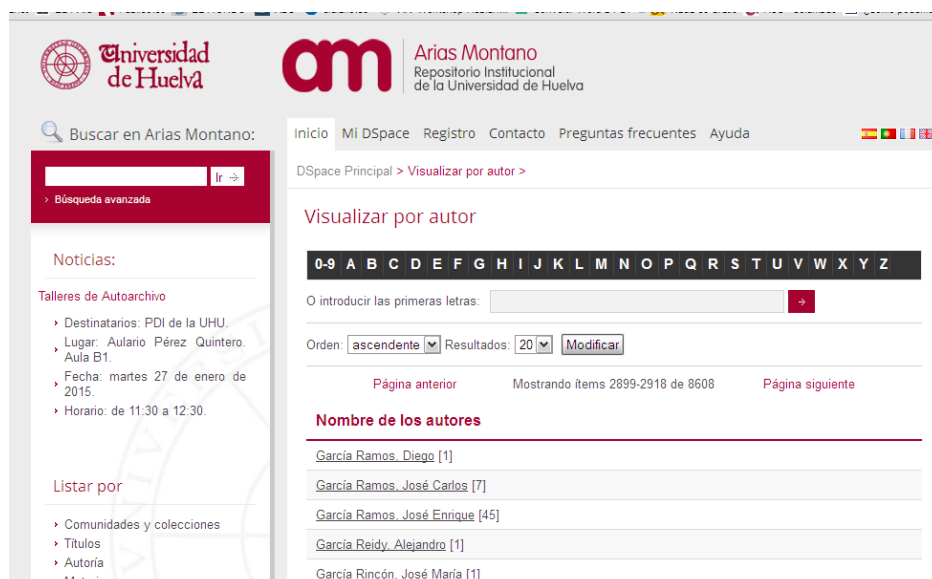 Universidad
de Huelva
am
Arias Montano
Repositorio Institucional
de la Universidad de Huelva
Buscar en Arias Montano:
Inicio Mi DSpace Registro Contacto Preguntas frecuentes Ayuda
Ir
Búsqueda avanzada
DSpace Principal > Visualizar por autor >
Visualizar por autor
0-9 A B C D E F G H I J K L M N O P Q R S T U V W X Y Z
O introducir las primeras letras:
Orden: ascendente Resultados: 20 Modificar
Página anterior Mostrando ítems 2899-2918 de 8608 Página siguiente
Nombre de los autores
García Ramos, Diego [1]
García Ramos, José Carlos [7]
García Ramos, José Enrique [45]
García Reidy, Alejandro [1]
García Rincón, José María [1]
Noticias:
Talleres de Autoarchivo
Destinatarios: PDI de la UHU.
Lugar: Aulario Pérez Quintero.
Aula B1.
Fecha: martes 27 de enero de
2015.
Horario: de 11:30 a 12:30.
Listar por
Comunidades y colecciones
Títulos
Autoría